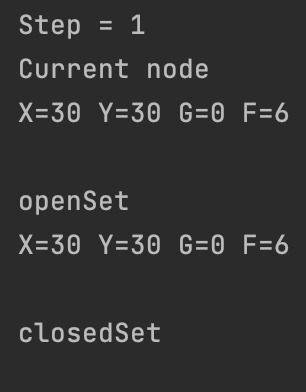 Step = 1
Current node
X=30 Y=30 G=0 F=6
openSet
X=30 Y=30 G=0 F=6
closedSet